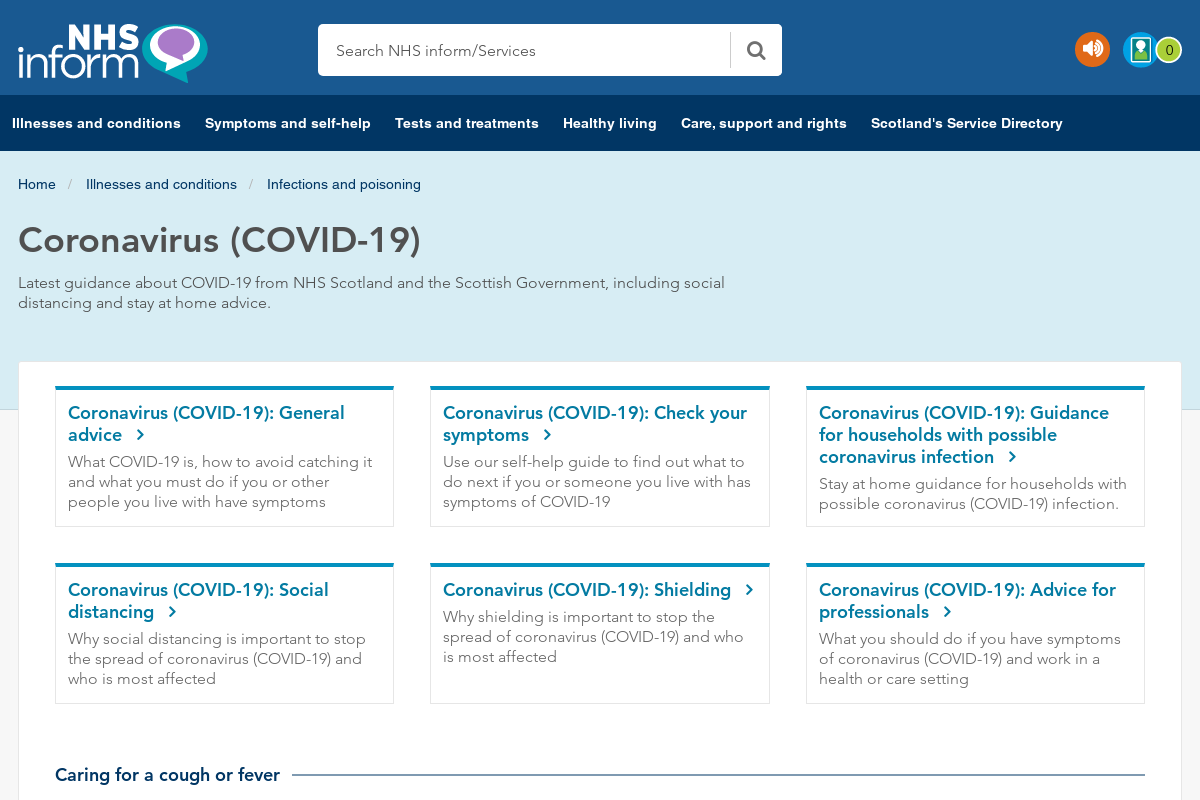 NHS
inform
Search NHS inform/Services
0
Illnesses and conditions Symptoms and self-help Tests and treatments Healthy living Care, support and rights Scotland's Service Directory
Home / Illnesses and conditions / Infections and poisoning
Coronavirus (COVID-19)
Latest guidance about COVID-19 from NHS Scotland and the Scottish Government, including social
distancing and stay at home advice.
Coronavirus (COVID-19): General
advice
What COVID-19 is, how to avoid catching it
and what you must do if you or other
people you live with have symptoms
Coronavirus (COVID-19): Check your
symptoms
Use our self-help guide to find out what to
do next if you or someone you live with has
symptoms of COVID-19
Coronavirus (COVID-19): Guidance
for households with possible
coronavirus infection
Stay at home guidance for households with
possible coronavirus (COVID-19) infection.
Coronavirus (COVID-19): Social
distancing
Why social distancing is important to stop
the spread of coronavirus (COVID-19) and
who is most affected
Coronavirus (COVID-19): Shielding
Why shielding is important to stop the
spread of coronavirus (COVID-19) and who
is most affected
Coronavirus (COVID-19): Advice for
professionals
What you should do if you have symptoms
of coronavirus (COVID-19) and work in a
health or care setting
Caring for a cough or fever